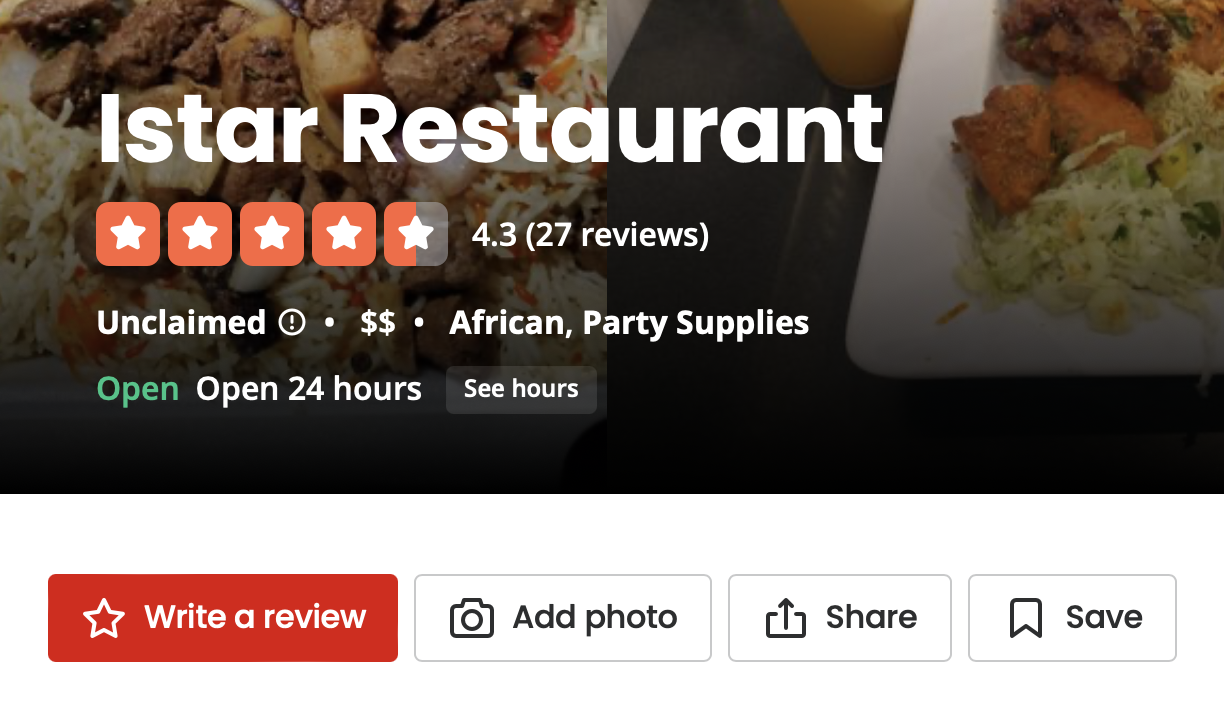 Istar Restaurant
4.3 (27 reviews)
Unclaimed • $$ • African, Party Supplies
Open Open 24 hours See hours
Write a review Add photo Share Save